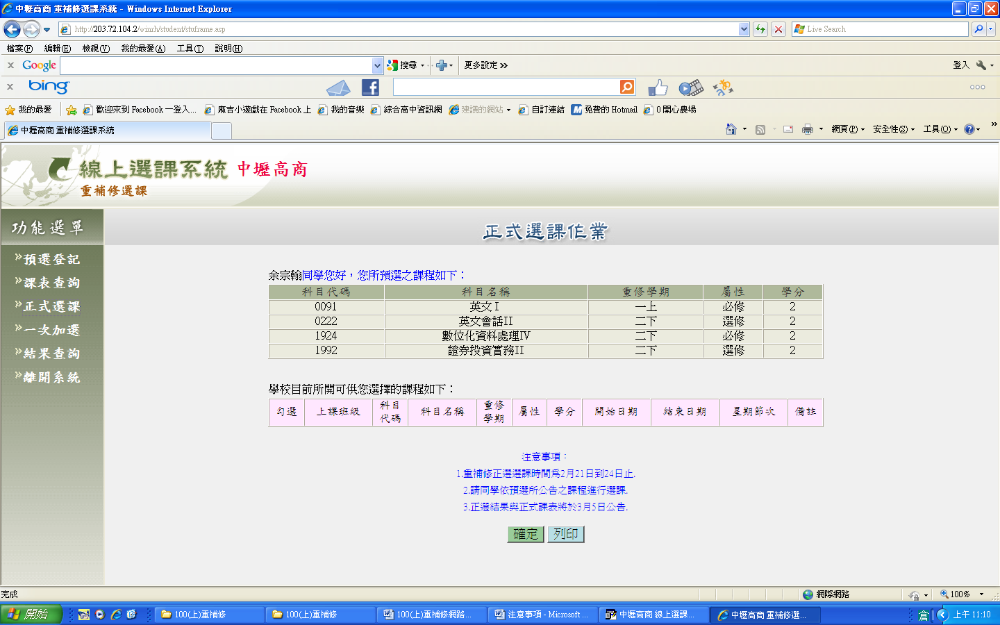 中壢高商 重補修選課系統 - Windows Internet Explorer
http://203.72.104.2/winrh/student/stuframe.asp
Live Search
檔案(F) 編輯(E) 檢視(V) 我的最愛(A) 工具(T) 說明(H)
x Google 搜尋 更多設定 >> 登入
x bing
我的最愛 歡迎來到 Facebook 一登入... 麻吉小遊戲在 Facebook 上 我的音樂 綜合高中資訊網 建議的網站 自訂連結 免費的 Hotmail 0 開心農場
中壢高商 重補修選課系統 網頁(P) 安全性(S) 工具(O) »
線上選課系統 中壢高商
重補修選課
功能選單
»預選登記
»課表查詢
»正式選課
»一次加選
»結果查詢
»離開系統
正式選課作業
余宗翰同學您好，您所預選之課程如下：
科目代碼 科目名稱 重修學期 屬性 學分
0091 英文 I 一上 必修 2
0222 英文會話II 二下 選修 2
1924 數位化資料處理IV 二下 必修 2
1992 證券投資實務II 二下 選修 2
學校目前所開可供您選擇的課程如下：
勾選 上課班級 科目代碼 科目名稱 重修學期 屬性 學分 開始日期 結束日期 星期節次 備註
注意事項：
1.重補修正選選課時間為2月21日到24日止.
2.請同學依預選所公告之課程進行選課.
3.正選結果與正式課表將於3月5日公告.
確定 列印
完成 網際網路 100%
開始 100(上)重補修 100(上)重補修 100(上)重補修網路... 注意事項 - Microsoft ... 中壢高商 線上選課... 中壢高商 重補修選... 倉 上午 11:10